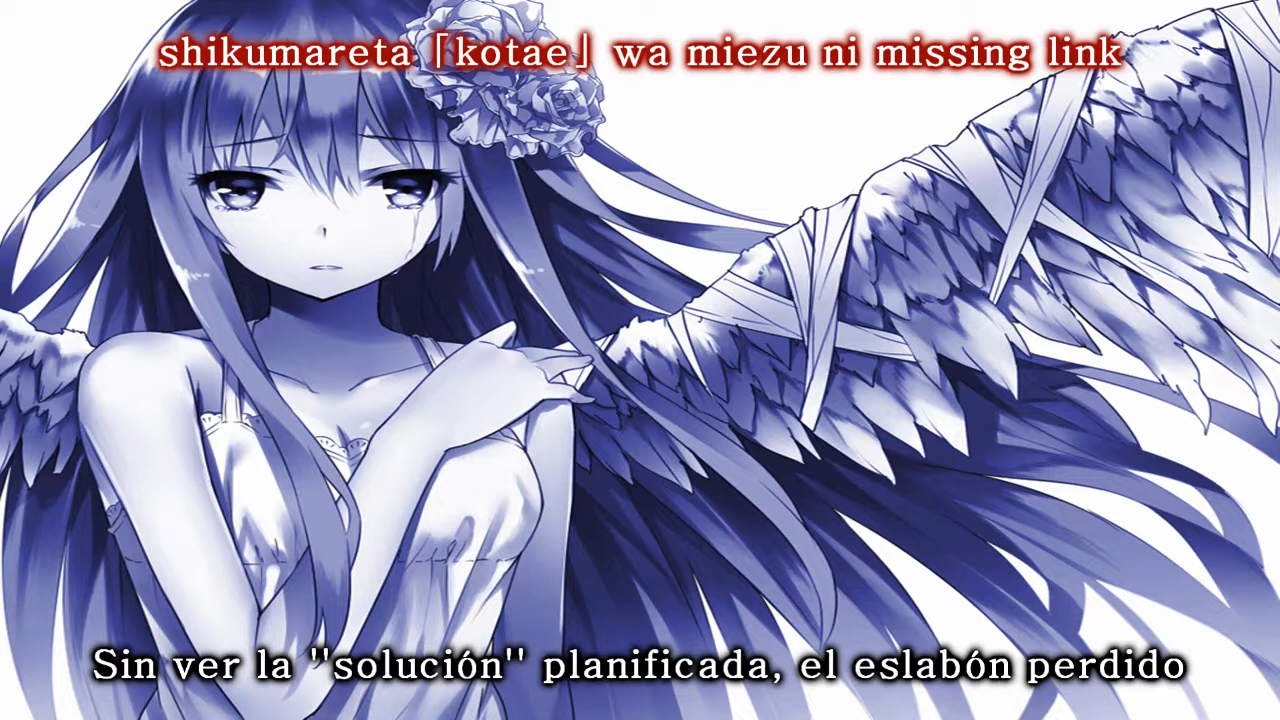 shikumareta「kotae」wa miezu ni missing link
Sin ver la "solución" planificada, el eslabón perdido